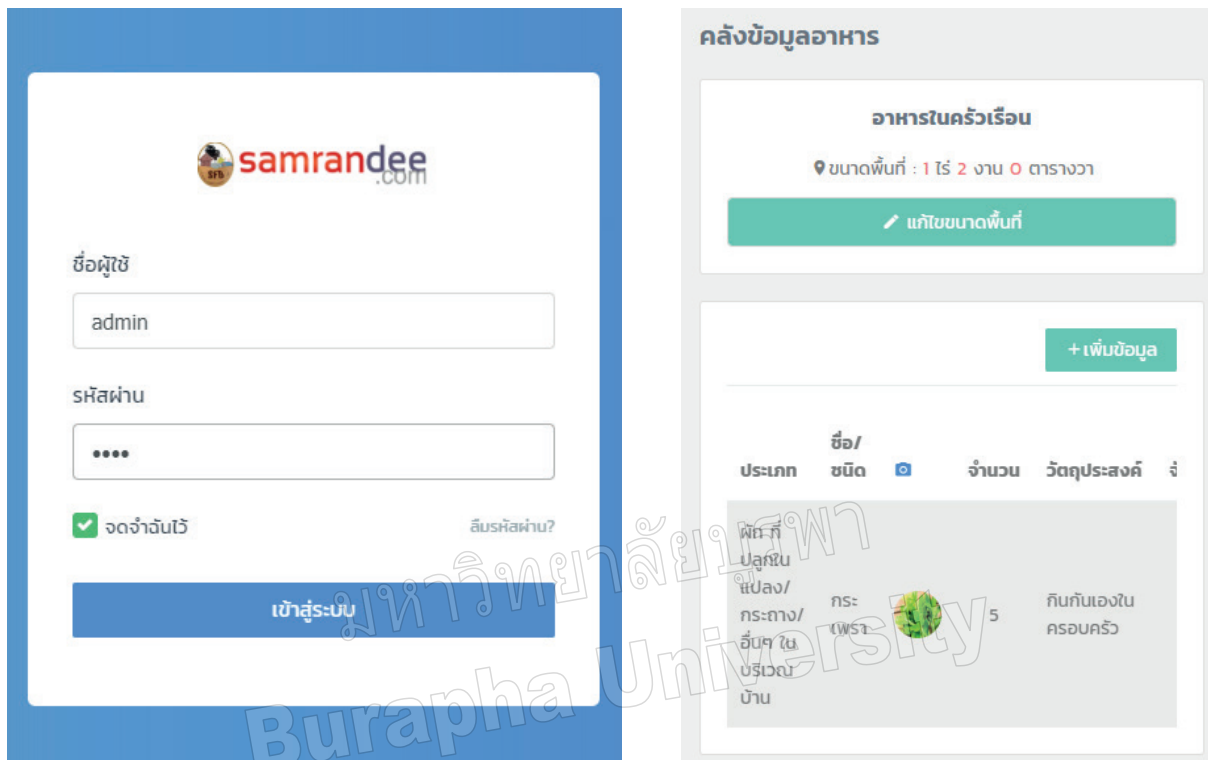 SFb
samrandee
.com
ชื่อผู้ใช้
admin
รหัสผ่าน
••••
จดจำฉันไว้
ลืมรหัสผ่าน?
เข้าสู่ระบบ
คลังข้อมูลอาหาร
อาหารในครัวเรือน
ขนาดพื้นที่ : 1 ไร่ 2 งาน 0 ตารางวา
แก้ไขขนาดพื้นที่
+เพิ่มข้อมูล
ประเภท
ชื่อ/
ชนิด
จำนวน
วัตถุประสงค์
ผัก ที่
ปลูกใน
แปลง/
กระถาง/
อื่นๆ ใน
บริเวณ
บ้าน
กระ
เพรา
5
กินกันเองใน
ครอบครัว
มหาวิทยาลัยบูรพา
Burapha University